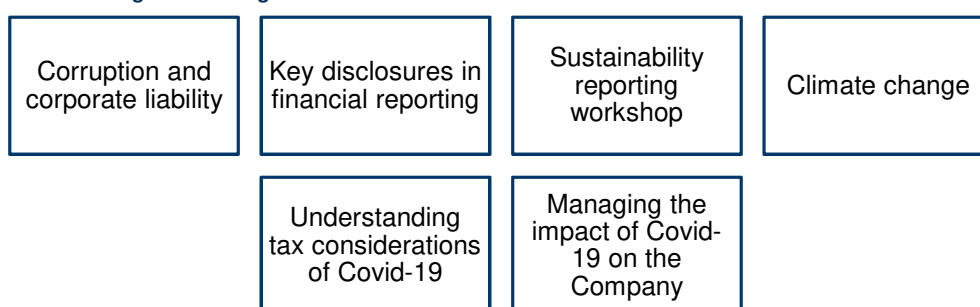 Corruption and
corporate liability
Key disclosures in
financial reporting
Sustainability
reporting
workshop
Climate change
Understanding
tax considerations
of Covid-19
Managing the
impact of Covid-
19 on the
Company